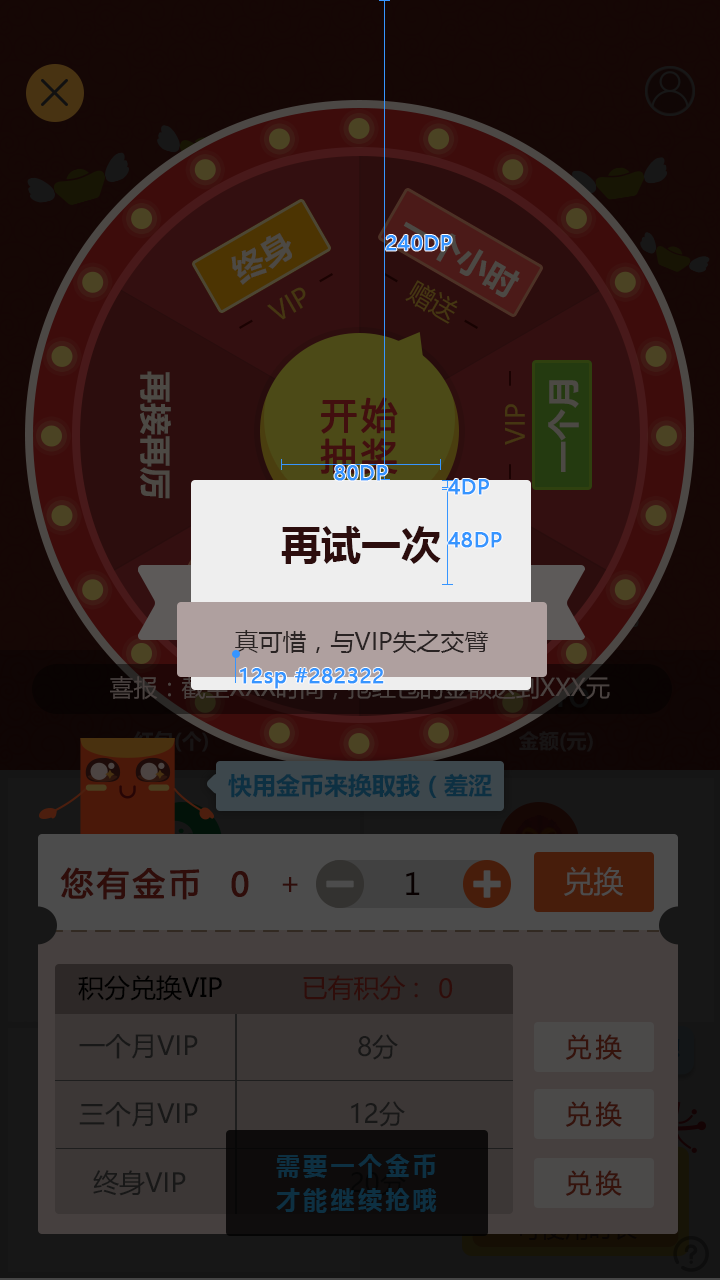 240DP
终身
VIP
一个小时
赠送
再接再历
一个月
VIP
开始
抽奖
80DP
4DP
再试一次
48DP
真可惜，与VIP失之交臂
12sp #282322
喜报：截至XXX时间，抢红包的金额达到XXX元
红包(个)
金额(元)
快用金币来换取我（羞涩
您有金币 0 + 1 兑换
积分兑换VIP 已有积分： 0
一个月VIP 8分 兑换
三个月VIP 12分 兑换
终身VIP 兑换
需要一个金币
才能继续抢哦
?